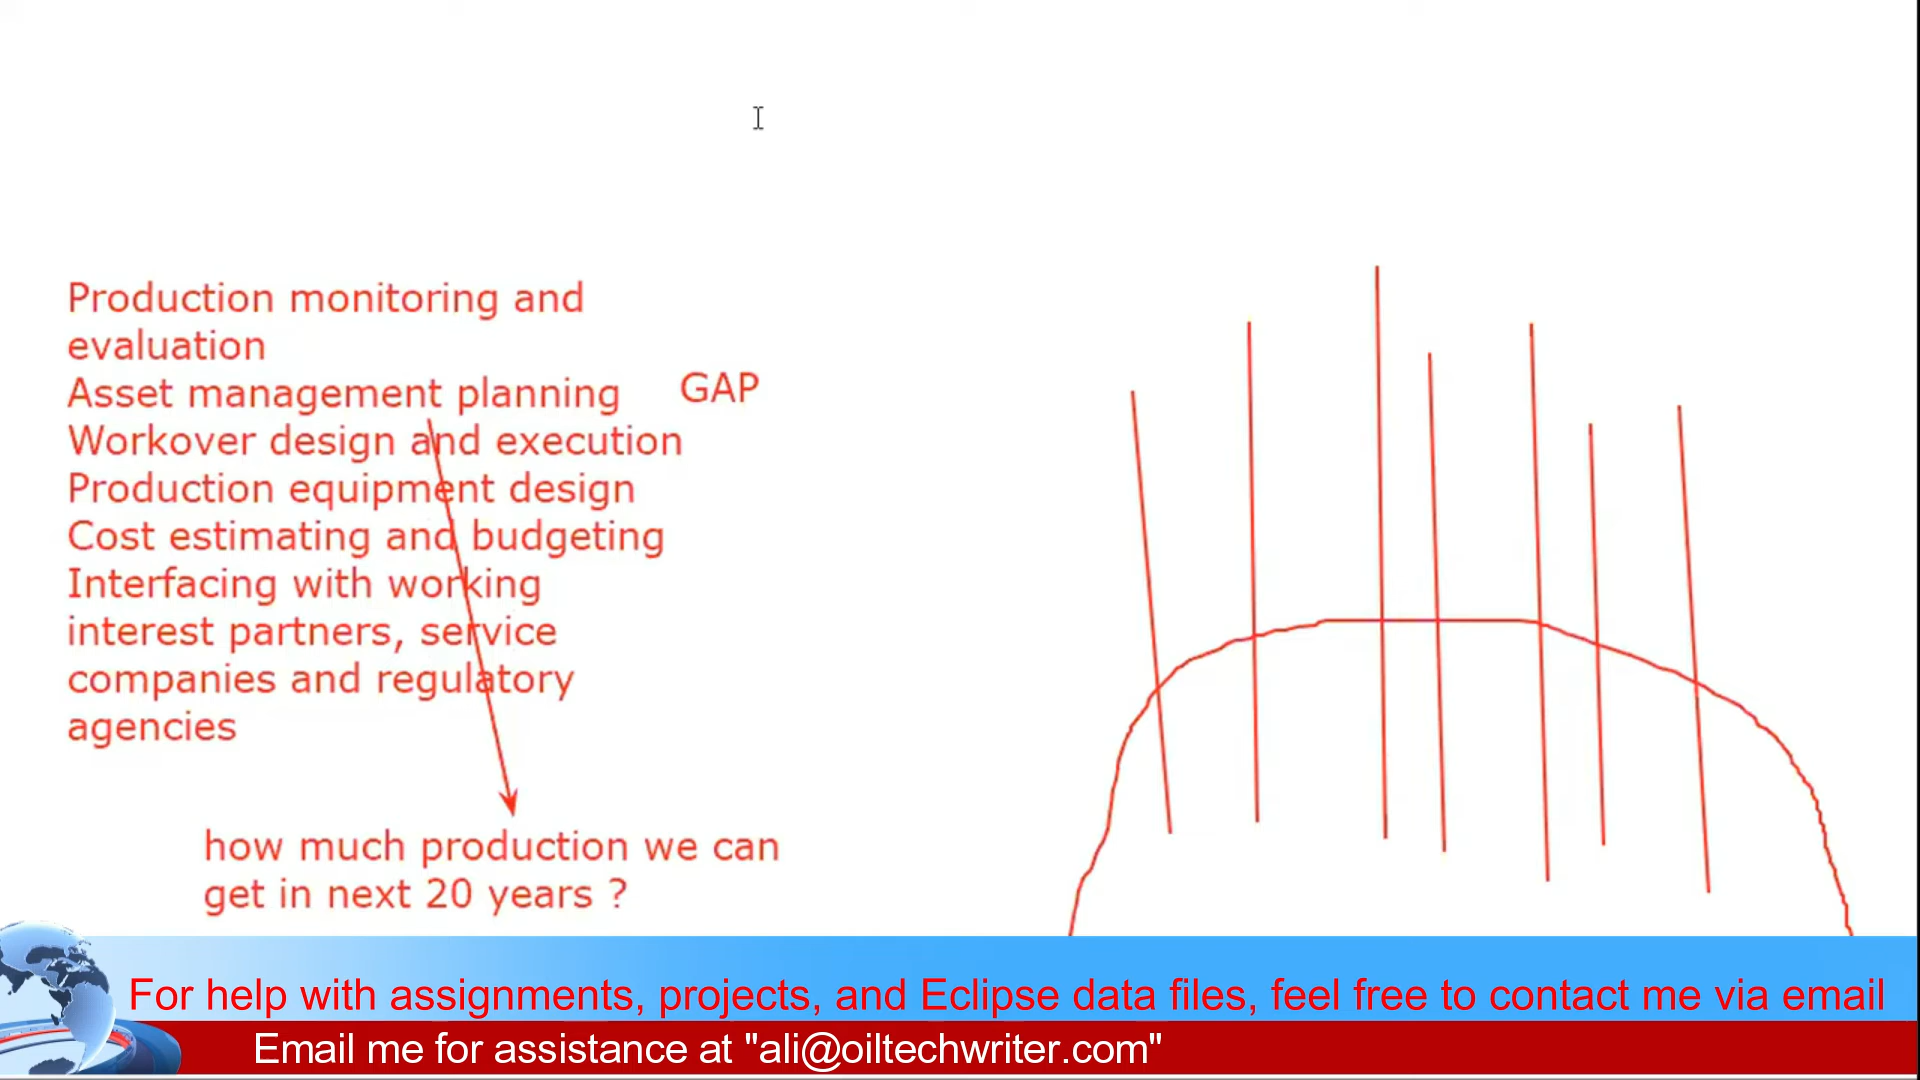 Production monitoring and
evaluation
Asset management planning
GAP
Workover design and execution
Production equipment design
Cost estimating and budgeting
Interfacing with working
interest partners, service
companies and regulatory
agencies
how much production we can
get in next 20 years ?
For help with assignments, projects, and Eclipse data files, feel free to contact me via email
Email me for assistance at "ali@oiltechwriter.com"